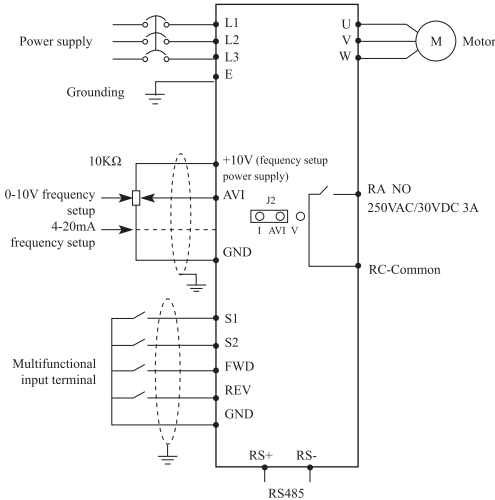 Power supply
L1
L2
L3
E
Grounding
U
V
W
M
Motor
10KΩ
+10V (fequency setup
power supply)
0-10V frequency
setup
AVI
4-20mA
frequency setup
GND
J2
I AVI V
RA NO
250VAC/30VDC 3A
RC-Common
Multifunctional
input terminal
S1
S2
FWD
REV
GND
RS+ RS-
RS485